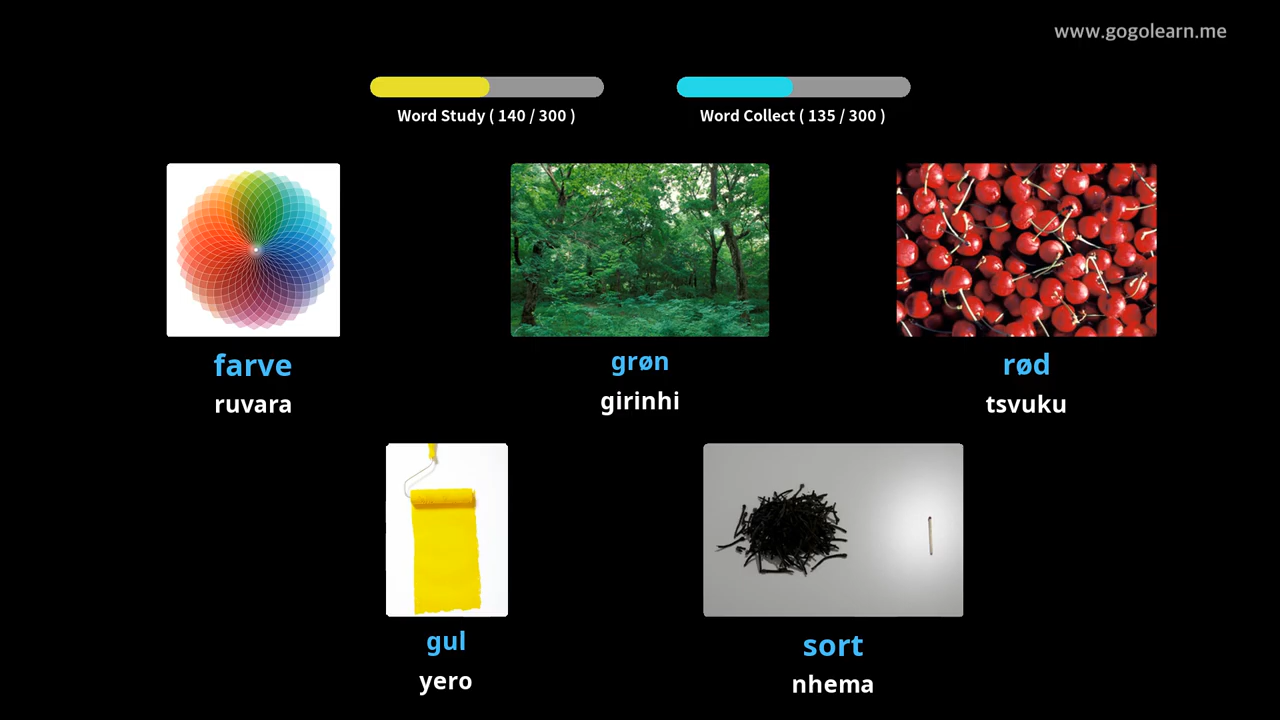 www.gogolearn.me
Word Study ( 140 / 300 )
Word Collect ( 135 / 300 )
farve
ruvara
grøn
girinhi
rød
tsvuku
gul
yero
sort
nhema